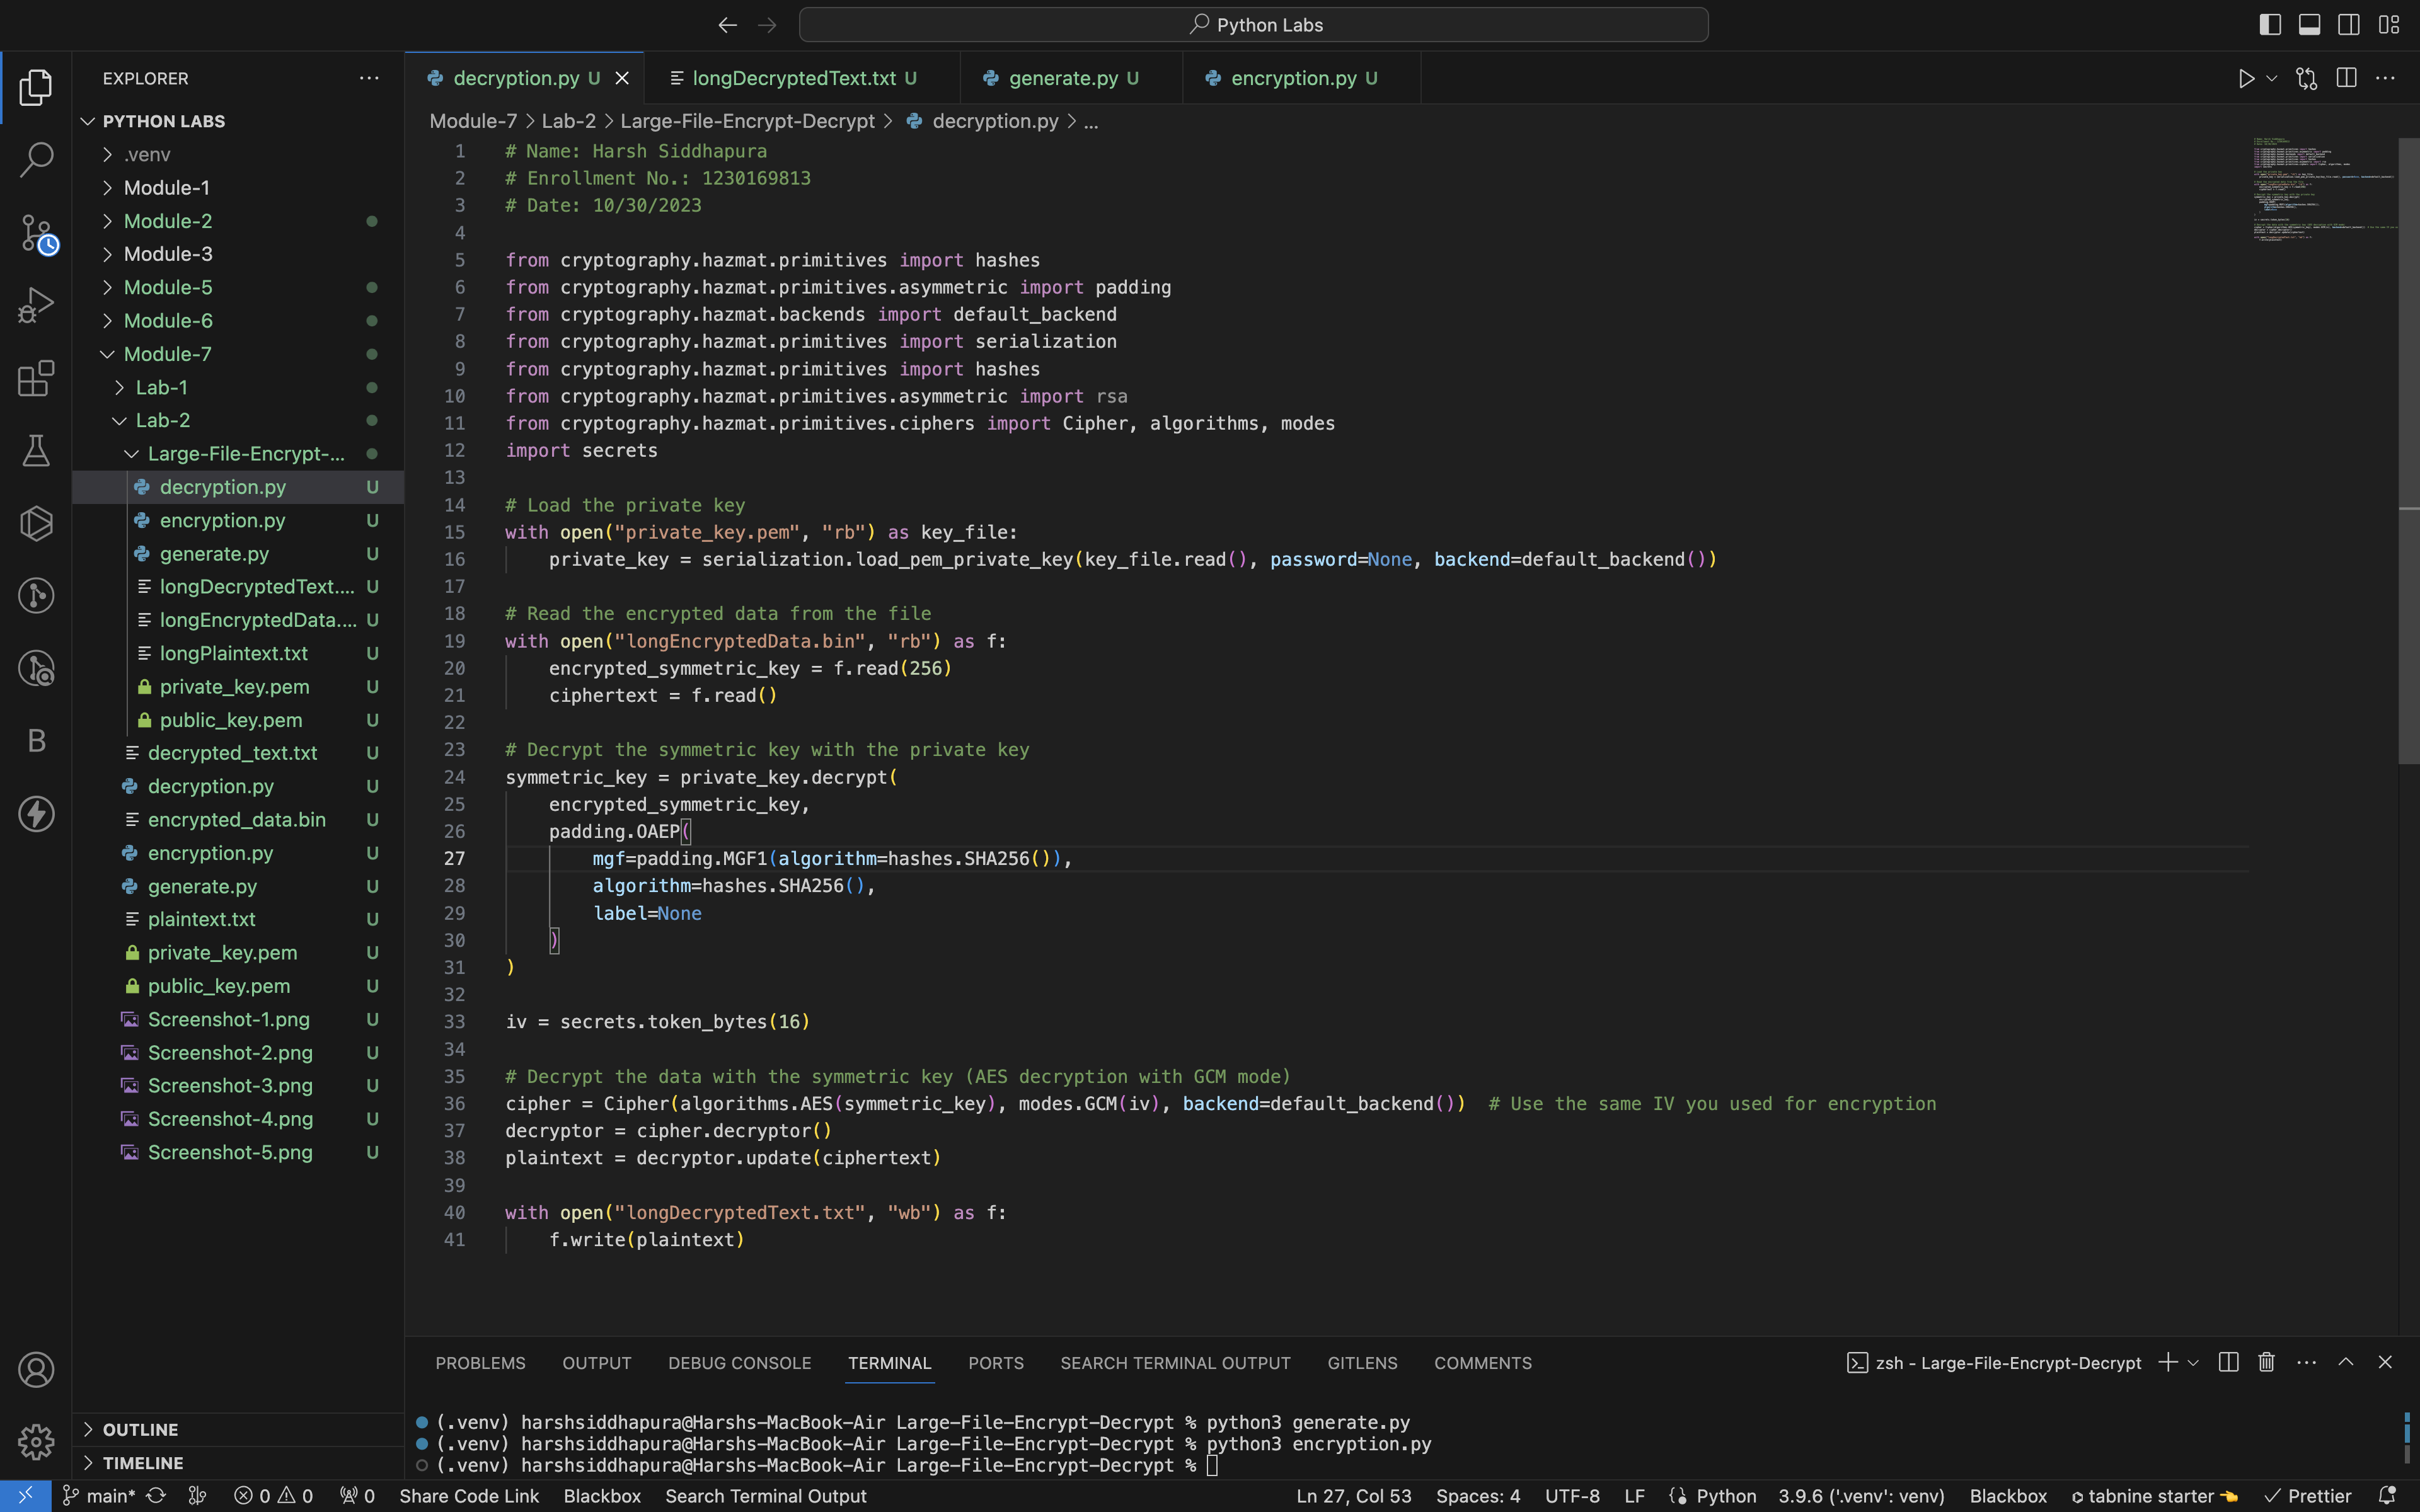 Python Labs
EXPLORER
PYTHON LABS
.venv
Module-1
Module-2
Module-3
Module-5
Module-6
Module-7
Lab-1
Lab-2
Large-File-Encrypt-...
decryption.py U
encryption.py U
generate.py U
longDecryptedText.... U
longEncryptedData.... U
longPlaintext.txt U
private_key.pem U
public_key.pem U
decrypted_text.txt U
decryption.py U
encrypted_data.bin U
encryption.py U
generate.py U
plaintext.txt U
private_key.pem U
public_key.pem U
Screenshot-1.png U
Screenshot-2.png U
Screenshot-3.png U
Screenshot-4.png U
Screenshot-5.png U
OUTLINE
TIMELINE
decryption.py U longDecryptedText.txt U generate.py U encryption.py U
Module-7 > Lab-2 > Large-File-Encrypt-Decrypt > decryption.py > ...
1 # Name: Harsh Siddhapura
2 # Enrollment No.: 1230169813
3 # Date: 10/30/2023
4
5 from cryptography.hazmat.primitives import hashes
6 from cryptography.hazmat.primitives.asymmetric import padding
7 from cryptography.hazmat.backends import default_backend
8 from cryptography.hazmat.primitives import serialization
9 from cryptography.hazmat.primitives import hashes
10 from cryptography.hazmat.primitives.asymmetric import rsa
11 from cryptography.hazmat.primitives.ciphers import Cipher, algorithms, modes
12 import secrets
13
14 # Load the private key
15 with open("private_key.pem", "rb") as key_file:
16     private_key = serialization.load_pem_private_key(key_file.read(), password=None, backend=default_backend())
17
18 # Read the encrypted data from the file
19 with open("longEncryptedData.bin", "rb") as f:
20     encrypted_symmetric_key = f.read(256)
21     ciphertext = f.read()
22
23 # Decrypt the symmetric key with the private key
24 symmetric_key = private_key.decrypt(
25     encrypted_symmetric_key,
26     padding.OAEP(
27         mgf=padding.MGF1(algorithm=hashes.SHA256()),
28         algorithm=hashes.SHA256(),
29         label=None
30     )
31 )
32
33 iv = secrets.token_bytes(16)
34
35 # Decrypt the data with the symmetric key (AES decryption with GCM mode)
36 cipher = Cipher(algorithms.AES(symmetric_key), modes.GCM(iv), backend=default_backend())  # Use the same IV you used for encryption
37 decryptor = cipher.decryptor()
38 plaintext = decryptor.update(ciphertext)
39
40 with open("longDecryptedText.txt", "wb") as f:
41     f.write(plaintext)
PROBLEMS OUTPUT DEBUG CONSOLE TERMINAL PORTS SEARCH TERMINAL OUTPUT GITLENS COMMENTS zsh - Large-File-Encrypt-Decrypt
(.venv) harshsiddhapura@Harshs-MacBook-Air Large-File-Encrypt-Decrypt % python3 generate.py
(.venv) harshsiddhapura@Harshs-MacBook-Air Large-File-Encrypt-Decrypt % python3 encryption.py
(.venv) harshsiddhapura@Harshs-MacBook-Air Large-File-Encrypt-Decrypt %
main* 0 0 0 Share Code Link Blackbox Search Terminal Output Ln 27, Col 53 Spaces: 4 UTF-8 LF Python 3.9.6 ('.venv': venv) Blackbox tabnine starter Prettier